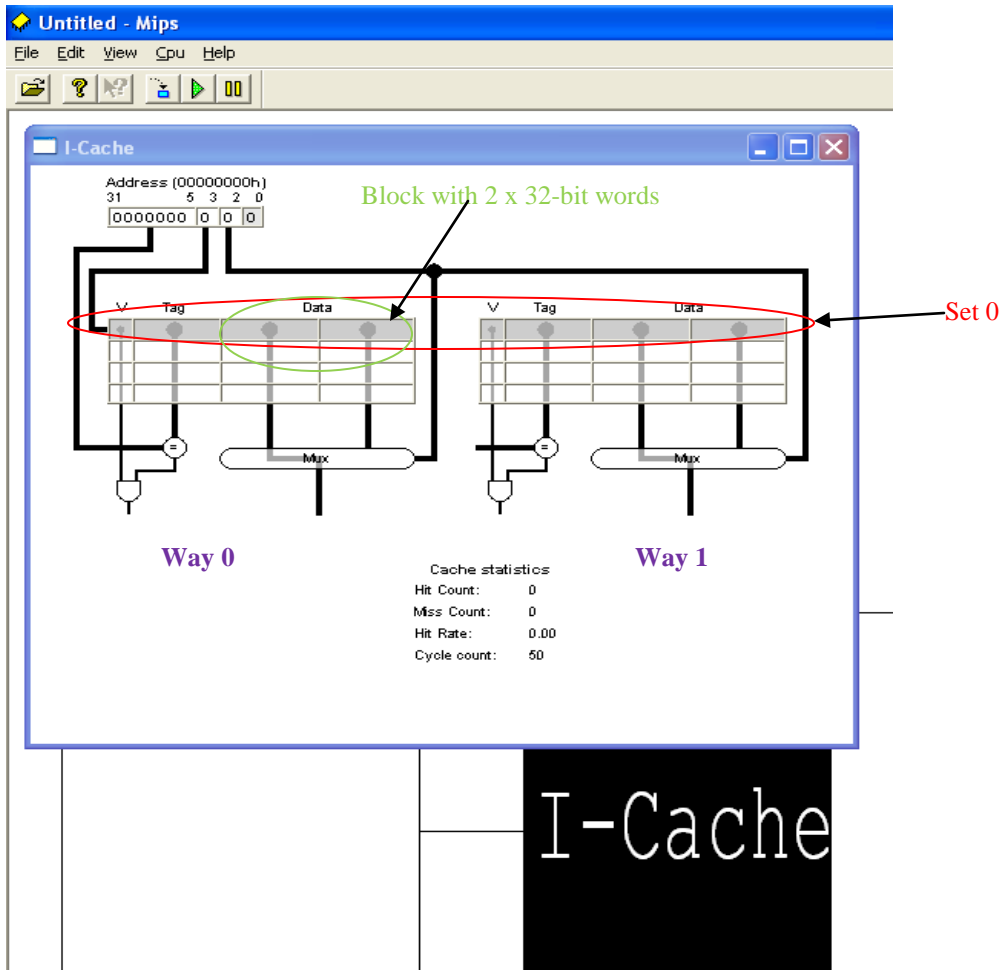 Untitled - Mips
File Edit View Cpu Help
I-Cache
Address (00000000h)
31 5 3 2 0
0000000 0 0 0
Block with 2 x 32-bit words
V Tag Data V Tag Data
Set 0
= Mux = Mux
Way 0 Way 1
Cache statistics
Hit Count: 0
Miss Count: 0
Hit Rate: 0.00
Cycle count: 50
I-Cache